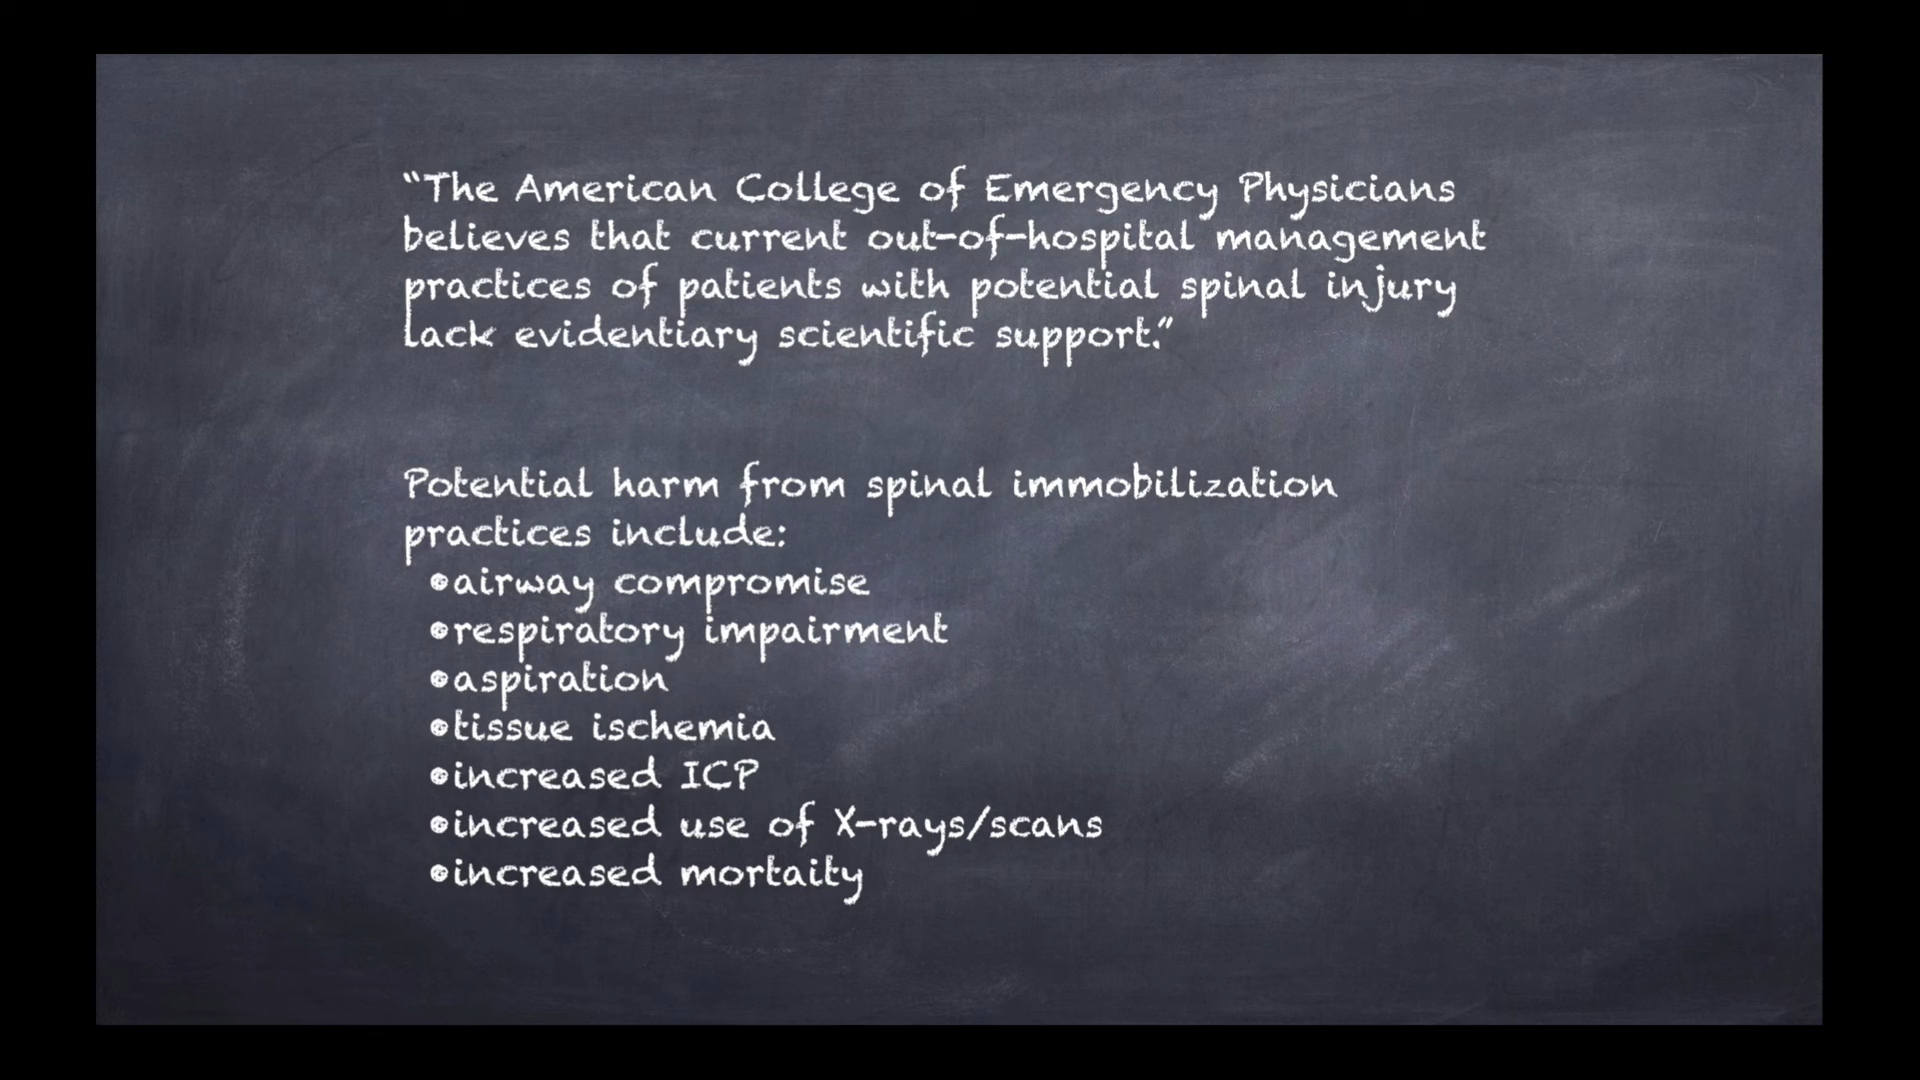 “The American College of Emergency Physicians
believes that current out-of-hospital management
practices of patients with potential spinal injury
lack evidentiary scientific support.”
Potential harm from spinal immobilization
practices include:
•airway compromise
•respiratory impairment
•aspiration
•tissue ischemia
•increased ICP
•increased use of X-rays/scans
•increased mortaity